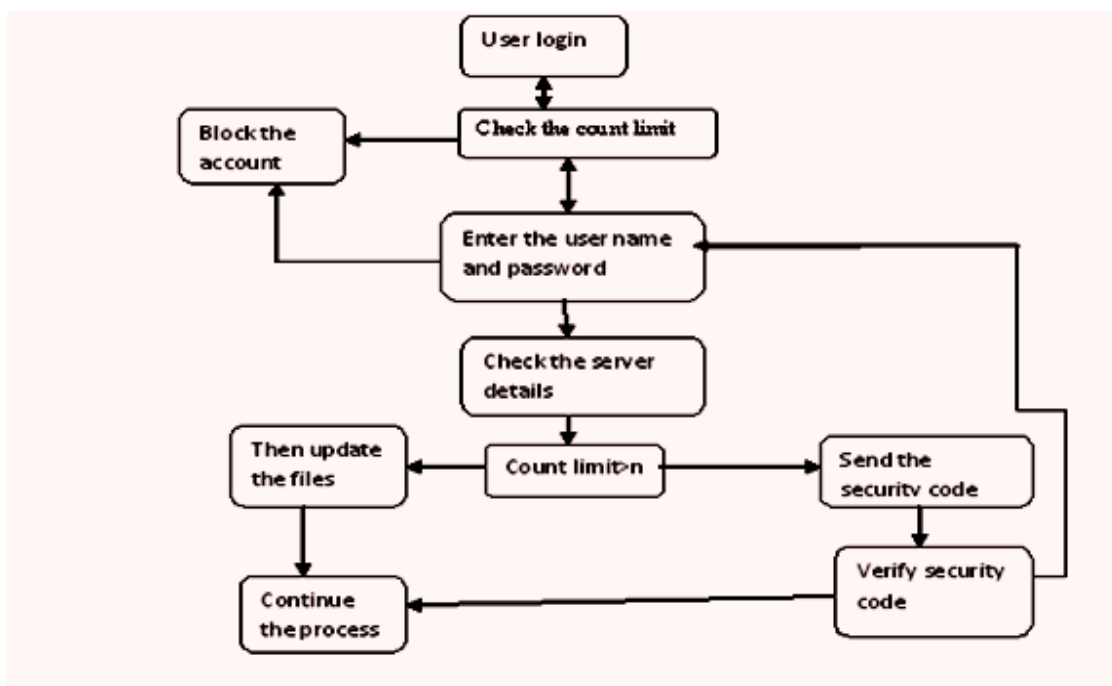 User login
Check the count limit
Block the
account
Enter the user name
and password
Check the server
details
Then update
the files
Count limit>n
Send the
security code
Continue
the process
Verify security
code